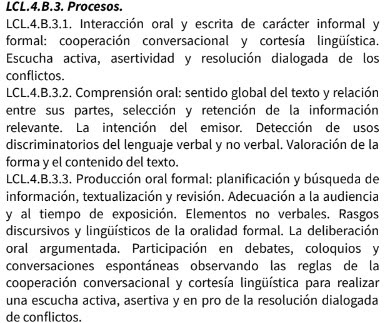 LCL.4.B.3. Procesos.
LCL.4.B.3.1. Interacción oral y escrita de carácter informal y
formal: cooperación conversacional y cortesía lingüística.
Escucha activa, asertividad y resolución dialogada de los
conflictos.
LCL.4.B.3.2. Comprensión oral: sentido global del texto y relación
entre sus partes, selección y retención de la información
relevante. La intención del emisor. Detección de usos
discriminatorios del lenguaje verbal y no verbal. Valoración de la
forma y el contenido del texto.
LCL.4.B.3.3. Producción oral formal: planificación y búsqueda de
información, textualización y revisión. Adecuación a la audiencia
y al tiempo de exposición. Elementos no verbales. Rasgos
discursivos y lingüísticos de la oralidad formal. La deliberación
oral argumentada. Participación en debates, coloquios y
conversaciones espontáneas observando las reglas de la
cooperación conversacional y cortesía lingüística para realizar
una escucha activa, asertiva y en pro de la resolución dialogada
de conflictos.